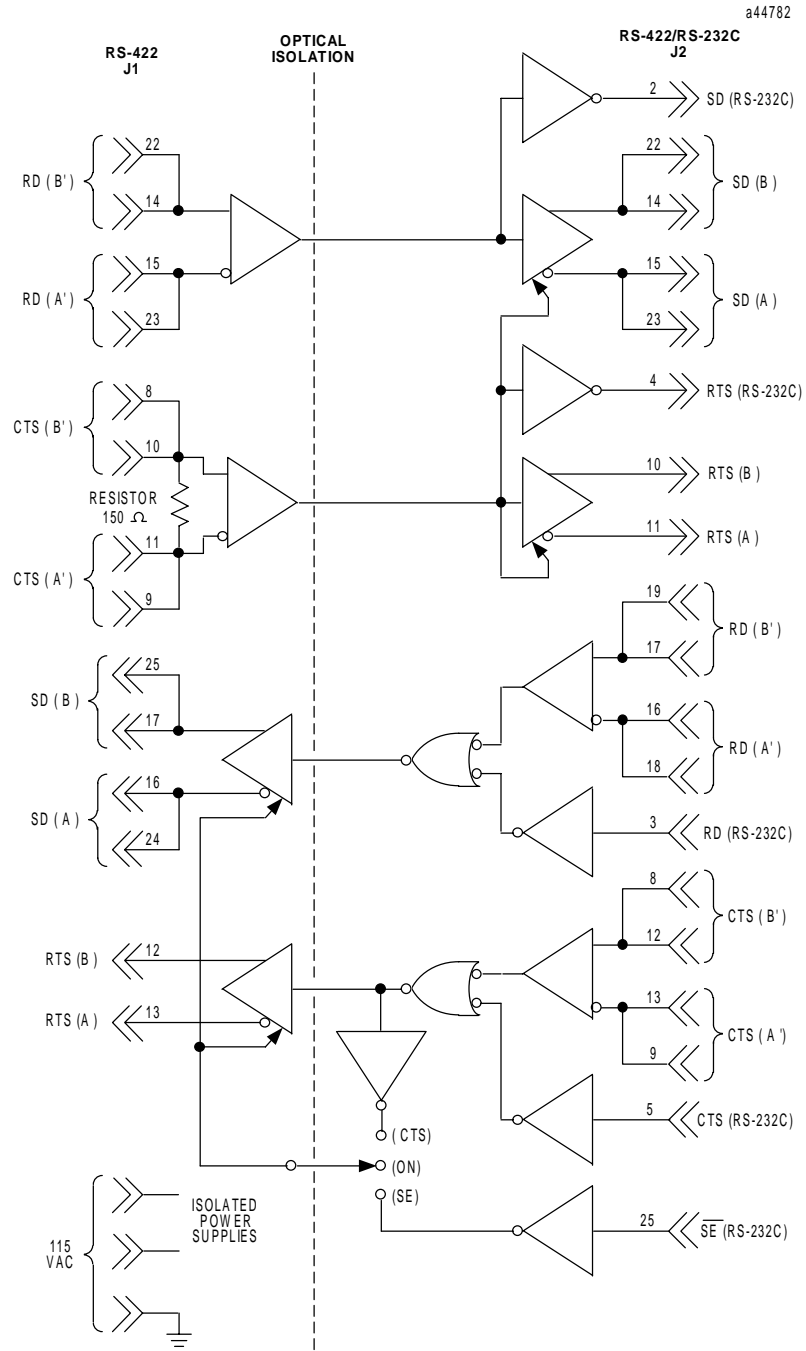 a44782
RS-422
J1
OPTICAL
ISOLATION
RS-422/RS-232C
J2
2
SD (RS-232C)
RD ( B' )
22
14
22
14
SD ( B )
RD ( A' )
15
23
15
23
SD ( A )
4
RTS (RS-232C)
CTS ( B' )
8
10
10
RTS ( B )
RESISTOR
150 Ω
11
RTS ( A )
CTS ( A' )
11
9
19
17
RD ( B' )
SD ( B )
25
17
16
18
RD ( A' )
SD ( A )
16
24
3
RD (RS-232C)
8
12
CTS ( B' )
RTS ( B )
12
RTS ( A )
13
13
9
CTS ( A ')
5
CTS (RS-232C)
( CTS)
(ON)
(SE)
25
SE (RS-232C)
115
VAC
ISOLATED
POWER
SUPPLIES